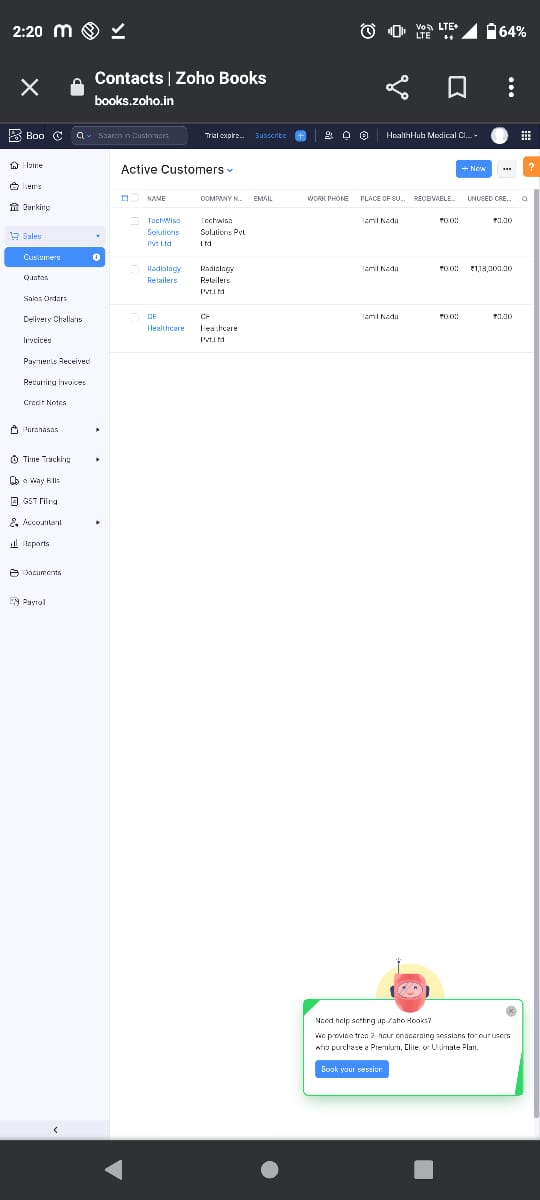 2:20
Vo)) LTE
LTE+
64%
Contacts | Zoho Books
books.zoho.in
Boo
Search in Customers
Trial expire...
Subscribe
HealthHub Medical Cl...
Home
Items
Banking
Sales
Customers
Quotes
Sales Orders
Delivery Challans
Invoices
Payments Received
Recurring Invoices
Credit Notes
Purchases
Time Tracking
e-Way Bills
GST Filing
Accountant
Reports
Documents
Payroll
Active Customers
+ New
?
NAME COMPANY N... EMAIL WORK PHONE PLACE OF SU... RECEIVABLE... UNUSED CRE...
TechWise Solutions Pvt Ltd
Techwise Solutions Pvt Ltd
Tamil Nadu ₹0.00 ₹0.00
Radiology Retailers
Radiology Retailers Pvt.Ltd
Tamil Nadu ₹0.00 ₹1,18,000.00
GE Healthcare
GE Healthcare Pvt.Ltd
Tamil Nadu ₹0.00 ₹0.00
Need help setting up Zoho Books?
We provide free 2-hour onboarding sessions for our users
who purchase a Premium, Elite, or Ultimate Plan.
Book your session